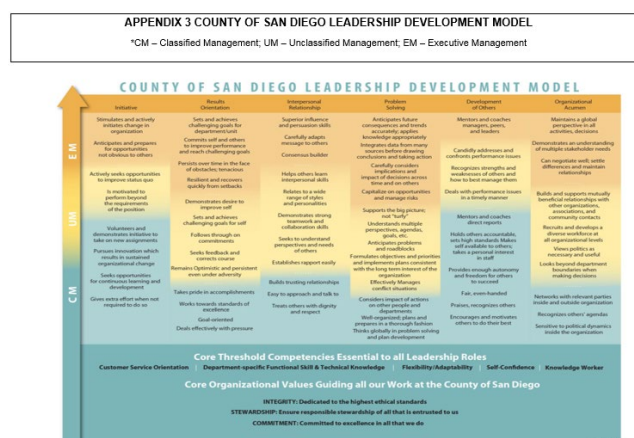 APPENDIX 3 COUNTY OF SAN DIEGO LEADERSHIP DEVELOPMENT MODEL
*CM – Classified Management; UM – Unclassified Management; EM – Executive Management
COUNTY OF SAN DIEGO LEADERSHIP DEVELOPMENT MODEL
EM
UM
CM
Initiative
Stimulates and actively
initiates change in
organization
Anticipates and prepares
for opportunities
not obvious to others
Actively seeks opportunities
to improve status quo
Is motivated to
perform beyond
the requirements
of the position
Volunteers and
demonstrates initiative to
take on new assignments
Pursues innovation which
results in sustained
organizational change
Seeks opportunities
for continuous learning and
development
Gives extra effort when not
required to do so
Results
Orientation
Sets and achieves
challenging goals for
department/unit
Commits self and others
to improve performance
and reach challenging goals
Persists over time in the face
of obstacles; tenacious
Resilient and recovers
quickly from setbacks
Demonstrates desire to
improve self
Sets and achieves
challenging goals for self
Follows through on
commitments
Seeks feedback and
corrects course
Remains Optimistic and persistent
even under adversity
Takes pride in accomplishments
Works towards standards of
excellence
Goal-oriented
Deals effectively with pressure
Interpersonal
Relationship
Superior influence
and persuasion skills
Carefully adapts
message to others
Consensus builder
Helps others learn
interpersonal skills
Relates to a wide
range of styles
and personalities
Demonstrates strong
teamwork and
collaboration skills
Seeks to understand
perspectives and needs
of others
Establishes rapport easily
Builds trusting relationships
Easy to approach and talk to
Treats others with dignity
and respect
Problem
Solving
Anticipates future
consequences and trends
accurately; applies
knowledge appropriately
Integrates data from many
sources before drawing
conclusions and taking action
Carefully considers
implications and
impact of decisions across
time and on others
Capitalize on opportunities
and manage risks
Supports the big picture;
not "turfy"
Understands multiple
perspectives, agendas,
goals, etc.
Anticipates problems
and roadblocks
Formulates objectives and priorities
and implements plans consistent
with the long term interest of the
organization
Effectively Manages
conflict situations
Considers impact of actions
on other people and
departments
Well-organized; plans and
prepares in a thorough fashion
Thinks globally in problem solving
and plan development
Development
of Others
Mentors and coaches
managers, peers,
and leaders
Candidly addresses and
confronts performance issues
Recognizes strengths and
weaknesses of others and
how to best manage them
Deals with performance issues
in a timely manner
Mentors and coaches
direct reports
Holds others accountable,
sets high standards Makes
self available to others;
takes a personal interest
in staff
Provides enough autonomy
and freedom for others
to succeed
Fair, even-handed
Praises, recognizes others
Encourages and motivates
others to do their best
Organizational
Acumen
Maintains a global
perspective in all
activities, decisions
Demonstrates an understanding
of multiple stakeholder needs
Can negotiate well; settle
differences and maintain
relationships
Builds and supports mutually
beneficial relationships with
other organizations,
associations, and
community contacts
Recruits and develops a
diverse workforce at
all organizational levels
Views politics as
necessary and useful
Looks beyond department
boundaries when
making decisions
Networks with relevant parties
inside and outside organization
Recognizes others' agendas
Sensitive to political dynamics
inside the organization
Core Threshold Competencies Essential to all Leadership Roles
Customer Service Orientation | Department-specific Functional Skill & Technical Knowledge | Flexibility/Adaptability | Self-Confidence | Knowledge Worker
Core Organizational Values Guiding all our Work at the County of San Diego
INTEGRITY: Dedicated to the highest ethical standards
STEWARDSHIP: Ensure responsible stewardship of all that is entrusted to us
COMMITMENT: Committed to excellence in all that we do